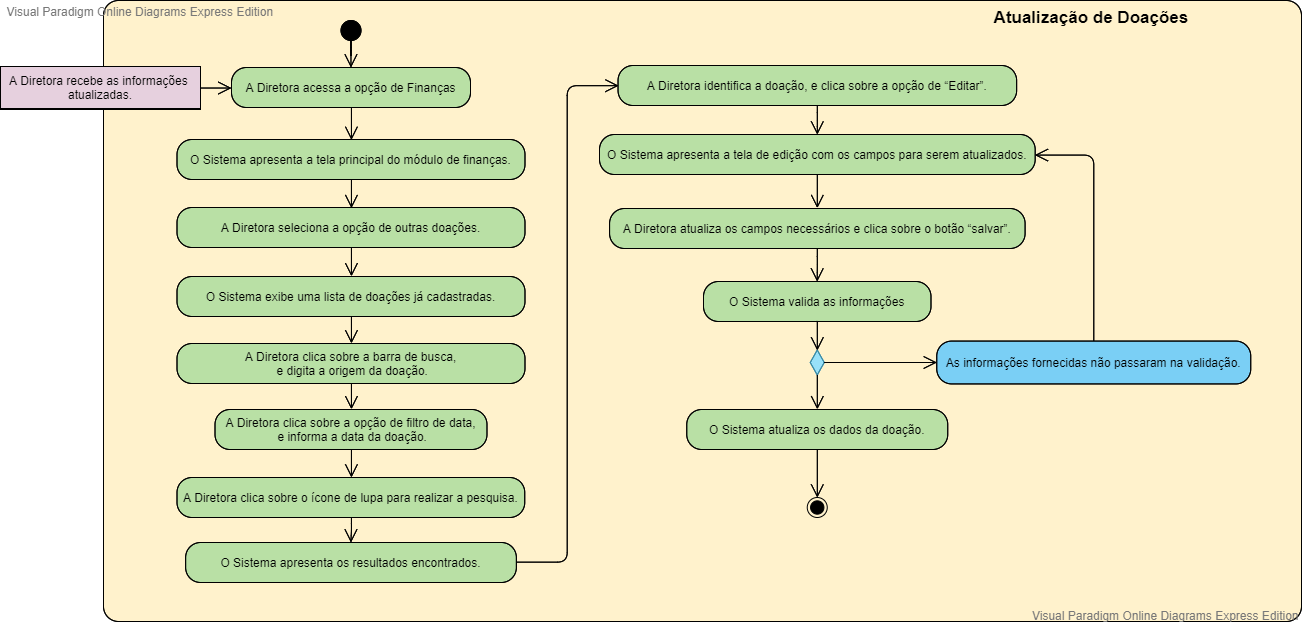 Visual Paradigm Online Diagrams Express Edition
Atualização de Doações
A Diretora recebe as informações
atualizadas.
A Diretora acessa a opção de Finanças
O Sistema apresenta a tela principal do módulo de finanças.
A Diretora seleciona a opção de outras doações.
O Sistema exibe uma lista de doações já cadastradas.
A Diretora clica sobre a barra de busca,
e digita a origem da doação.
A Diretora clica sobre a opção de filtro de data,
e informa a data da doação.
A Diretora clica sobre o ícone de lupa para realizar a pesquisa.
O Sistema apresenta os resultados encontrados.
A Diretora identifica a doação, e clica sobre a opção de “Editar”.
O Sistema apresenta a tela de edição com os campos para serem atualizados.
A Diretora atualiza os campos necessários e clica sobre o botão “salvar”.
O Sistema valida as informações
As informações fornecidas não passaram na validação.
O Sistema atualiza os dados da doação.
Visual Paradigm Online Diagrams Express Edition